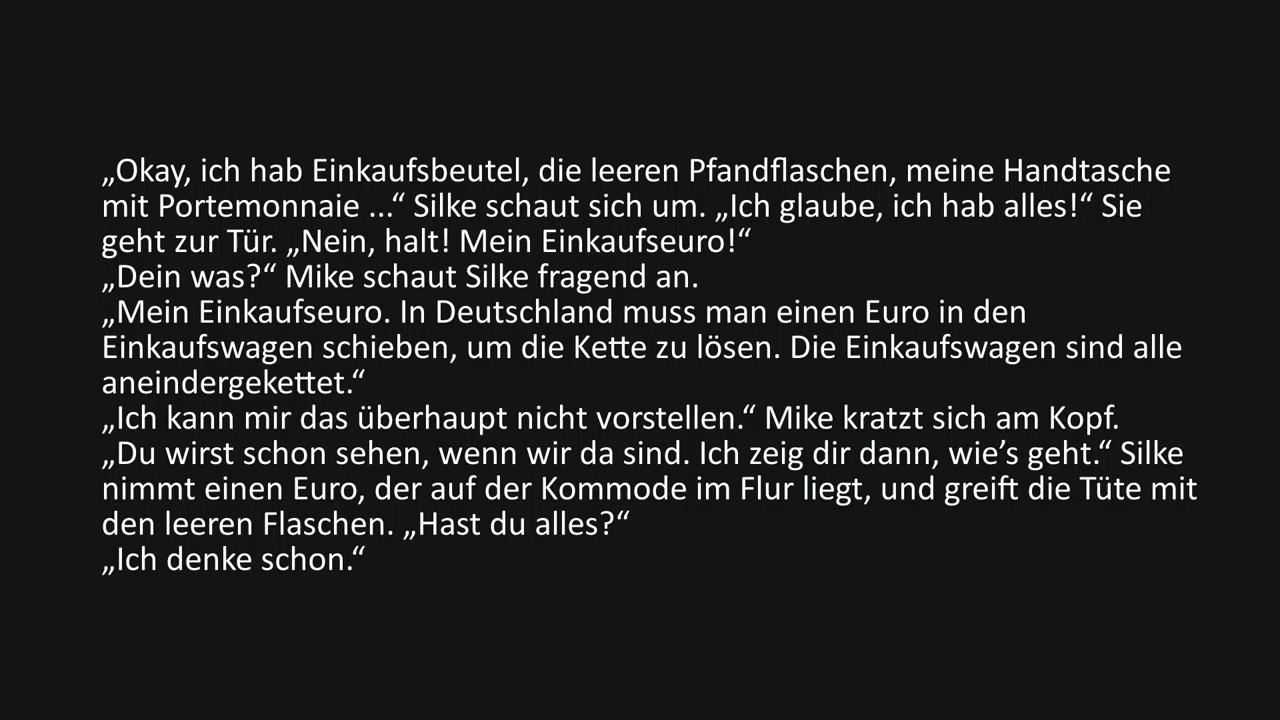 „Okay, ich hab Einkaufsbeutel, die leeren Pfandflaschen, meine Handtasche
mit Portemonnaie ...“ Silke schaut sich um. „Ich glaube, ich hab alles!“ Sie
geht zur Tür. „Nein, halt! Mein Einkaufseuro!“
„Dein was?“ Mike schaut Silke fragend an.
„Mein Einkaufseuro. In Deutschland muss man einen Euro in den
Einkaufswagen schieben, um die Kette zu lösen. Die Einkaufswagen sind alle
aneindergekettet.“
„Ich kann mir das überhaupt nicht vorstellen.“ Mike kratzt sich am Kopf.
„Du wirst schon sehen, wenn wir da sind. Ich zeig dir dann, wie’s geht.“ Silke
nimmt einen Euro, der auf der Kommode im Flur liegt, und greift die Tüte mit
den leeren Flaschen. „Hast du alles?“
„Ich denke schon.“